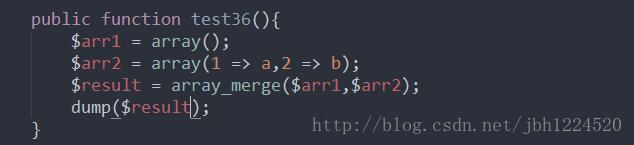 public function test36(){
$arr1 = array();
$arr2 = array(1 => a,2 => b);
$result = array_merge($arr1,$arr2);
dump($result);
}
http://blog.csdn.net/jbh1224520